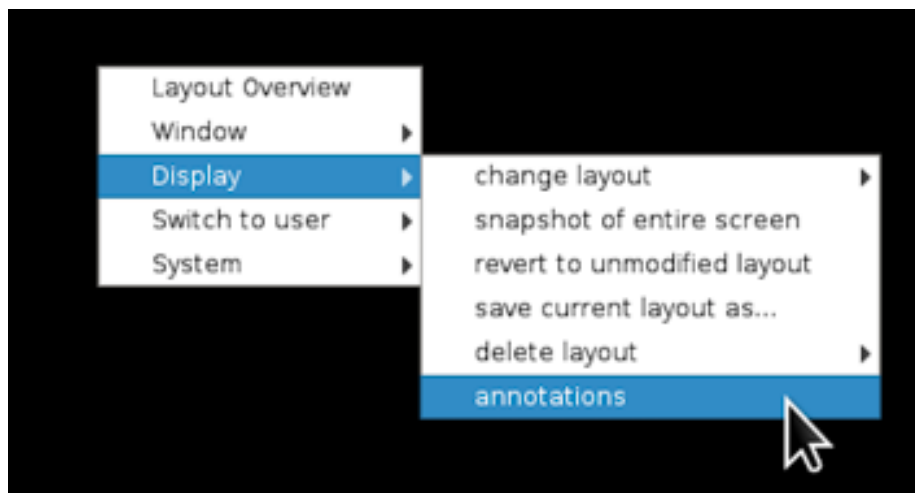 Layout Overview
Window
Display
Switch to user
System
change layout
snapshot of entire screen
revert to unmodified layout
save current layout as...
delete layout
annotations